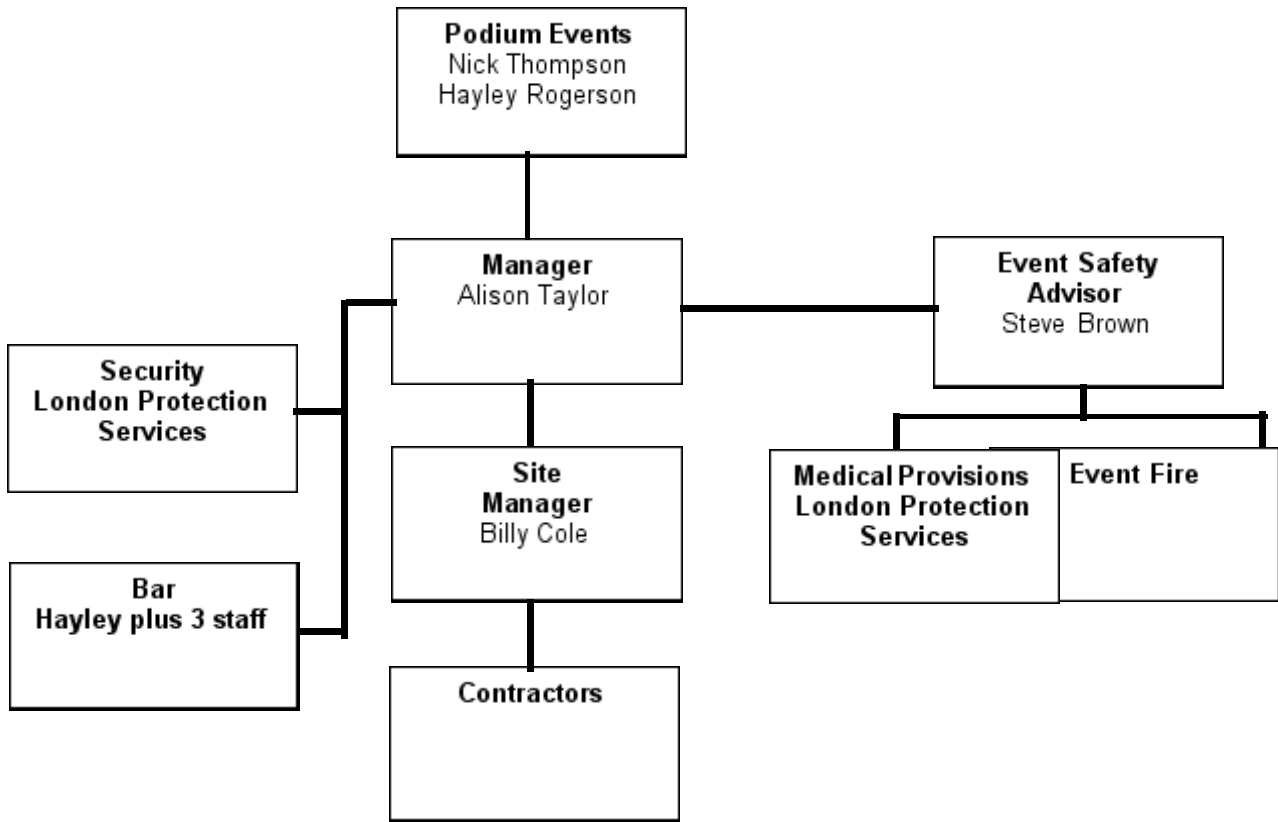 Podium Events
Nick Thompson
Hayley Rogerson
Manager
Alison Taylor
Event Safety
Advisor
Steve Brown
Security
London Protection
Services
Site
Manager
Billy Cole
Medical Provisions
London Protection
Services
Event Fire
Bar
Hayley plus 3 staff
Contractors